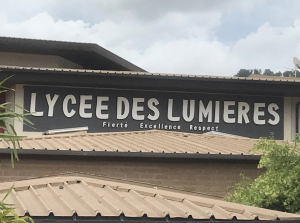 LYCEE DES LUMIERES
Fierté Excellence Respect